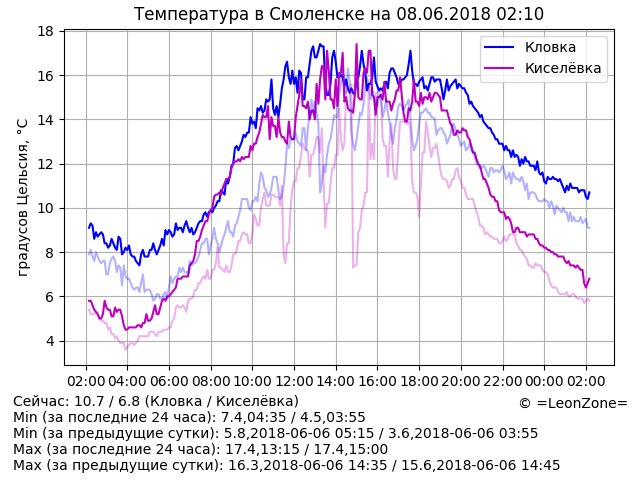 Температура в Смоленске на 08.06.2018 02:10
градусов Цельсия, °C
18
16
14
12
10
8
6
4
Кловка
Киселёвка
02:00 04:00 06:00 08:00 10:00 12:00 14:00 16:00 18:00 20:00 22:00 00:00 02:00
Сейчас: 10.7 / 6.8 (Кловка / Киселёвка)
© =LeonZone=
Min (за последние 24 часа): 7.4,04:35 / 4.5,03:55
Min (за предыдущие сутки): 5.8,2018-06-06 05:15 / 3.6,2018-06-06 03:55
Max (за последние 24 часа): 17.4,13:15 / 17.4,15:00
Max (за предыдущие сутки): 16.3,2018-06-06 14:35 / 15.6,2018-06-06 14:45